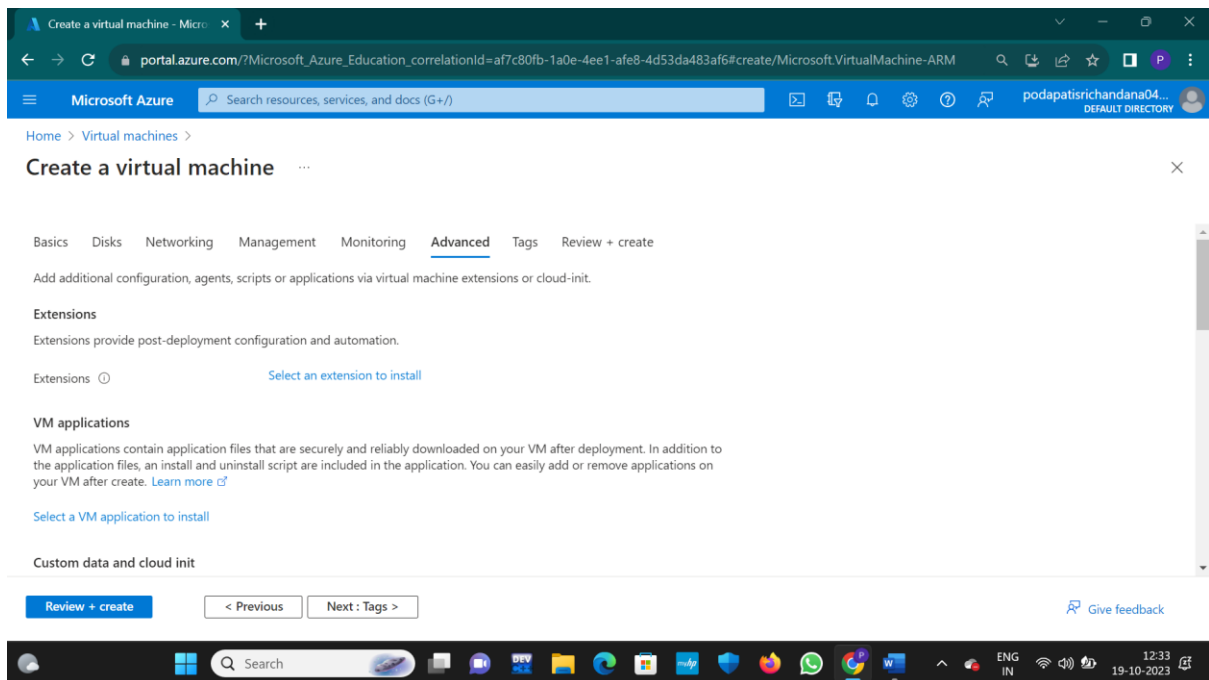 Create a virtual machine - Micro
portal.azure.com/?Microsoft_Azure_Education_correlationId=af7c80fb-1a0e-4ee1-afe8-4d53da483af6#create/Microsoft.VirtualMachine-ARM
P
Microsoft Azure
Search resources, services, and docs (G+/)
podapatisrichandana04...
DEFAULT DIRECTORY
Home > Virtual machines >
Create a virtual machine ...
Basics Disks Networking Management Monitoring Advanced Tags Review + create
Add additional configuration, agents, scripts or applications via virtual machine extensions or cloud-init.
Extensions
Extensions provide post-deployment configuration and automation.
Extensions
Select an extension to install
VM applications
VM applications contain application files that are securely and reliably downloaded on your VM after deployment. In addition to
the application files, an install and uninstall script are included in the application. You can easily add or remove applications on
your VM after create. Learn more
Select a VM application to install
Custom data and cloud init
Review + create
< Previous
Next : Tags >
Give feedback
Search
DEV
myhp
P
W
ENG
IN
12:33
19-10-2023